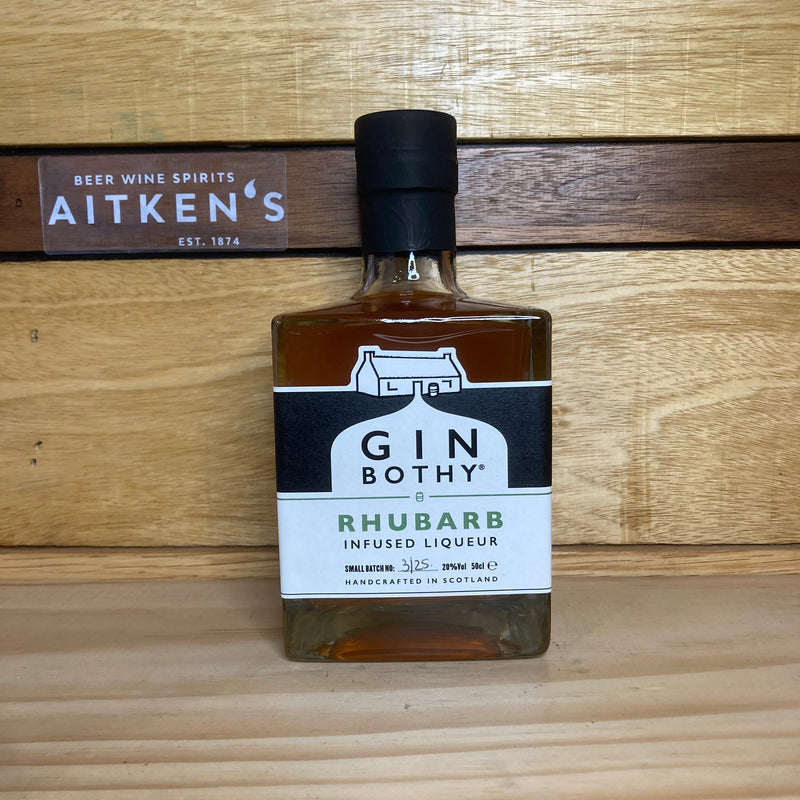 BEER WINE SPIRITS
AITKEN'S
EST. 1874
GIN
BOTHY®
RHUBARB
INFUSED LIQUEUR
SMALL BATCH NO: 3/25. 20%Vol 50cl ℮
HANDCRAFTED IN SCOTLAND